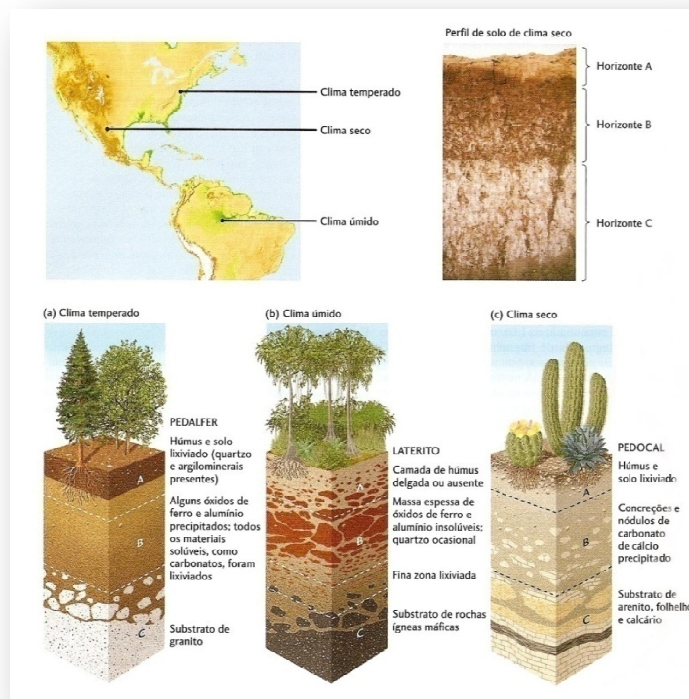 Perfil de solo de clima seco
Clima temperado
Clima seco
Clima úmido
Horizonte A
Horizonte B
Horizonte C
(a) Clima temperado
PEDALFER
Húmus e solo
lixiviado (quartzo
e argilominerais
presentes)
Alguns óxidos de
ferro e alumínio
precipitados; todos
os materiais
solúveis, como
carbonatos, foram
lixiviados
Substrato de
granito
A
B
C
(b) Clima úmido
LATERITO
Camada de húmus
delgada ou ausente
Massa espessa de
óxidos de ferro e
alumínio insolúveis;
quartzo ocasional
Fina zona lixiviada
Substrato de rochas
ígneas máficas
A
B
C
(c) Clima seco
PEDOCAL
Húmus e
solo lixiviado
Concreções e
nódulos de
carbonato
de cálcio
precipitado
Substrato de
arenito, folhelho
e calcário
A
B
C